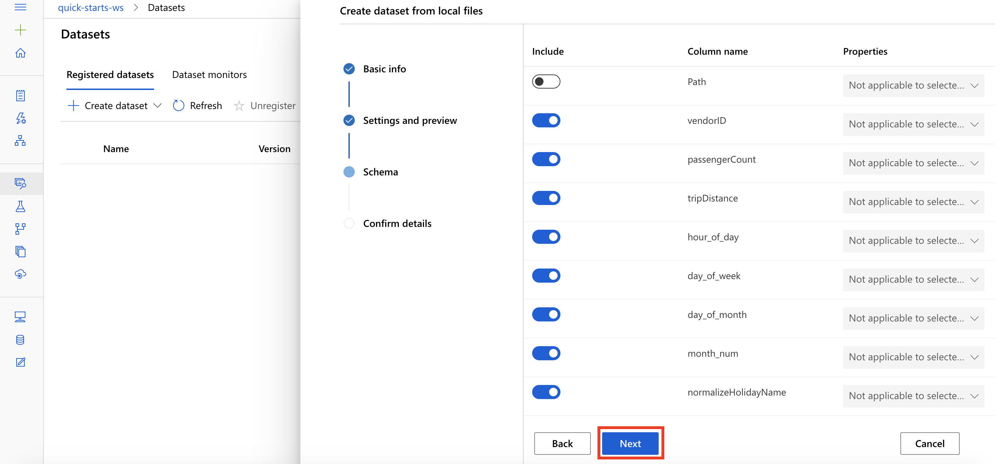 quick-starts-ws > Datasets
Datasets
Registered datasets Dataset monitors
Create dataset Refresh Unregister
Name Version
Create dataset from local files
Basic info
Settings and preview
Schema
Confirm details
Include Column name Properties
Path Not applicable to selecte...
vendorID Not applicable to selecte...
passengerCount Not applicable to selecte...
tripDistance Not applicable to selecte...
hour_of_day Not applicable to selecte...
day_of_week Not applicable to selecte...
day_of_month Not applicable to selecte...
month_num Not applicable to selecte...
normalizeHolidayName Not applicable to selecte...
Back Next Cancel